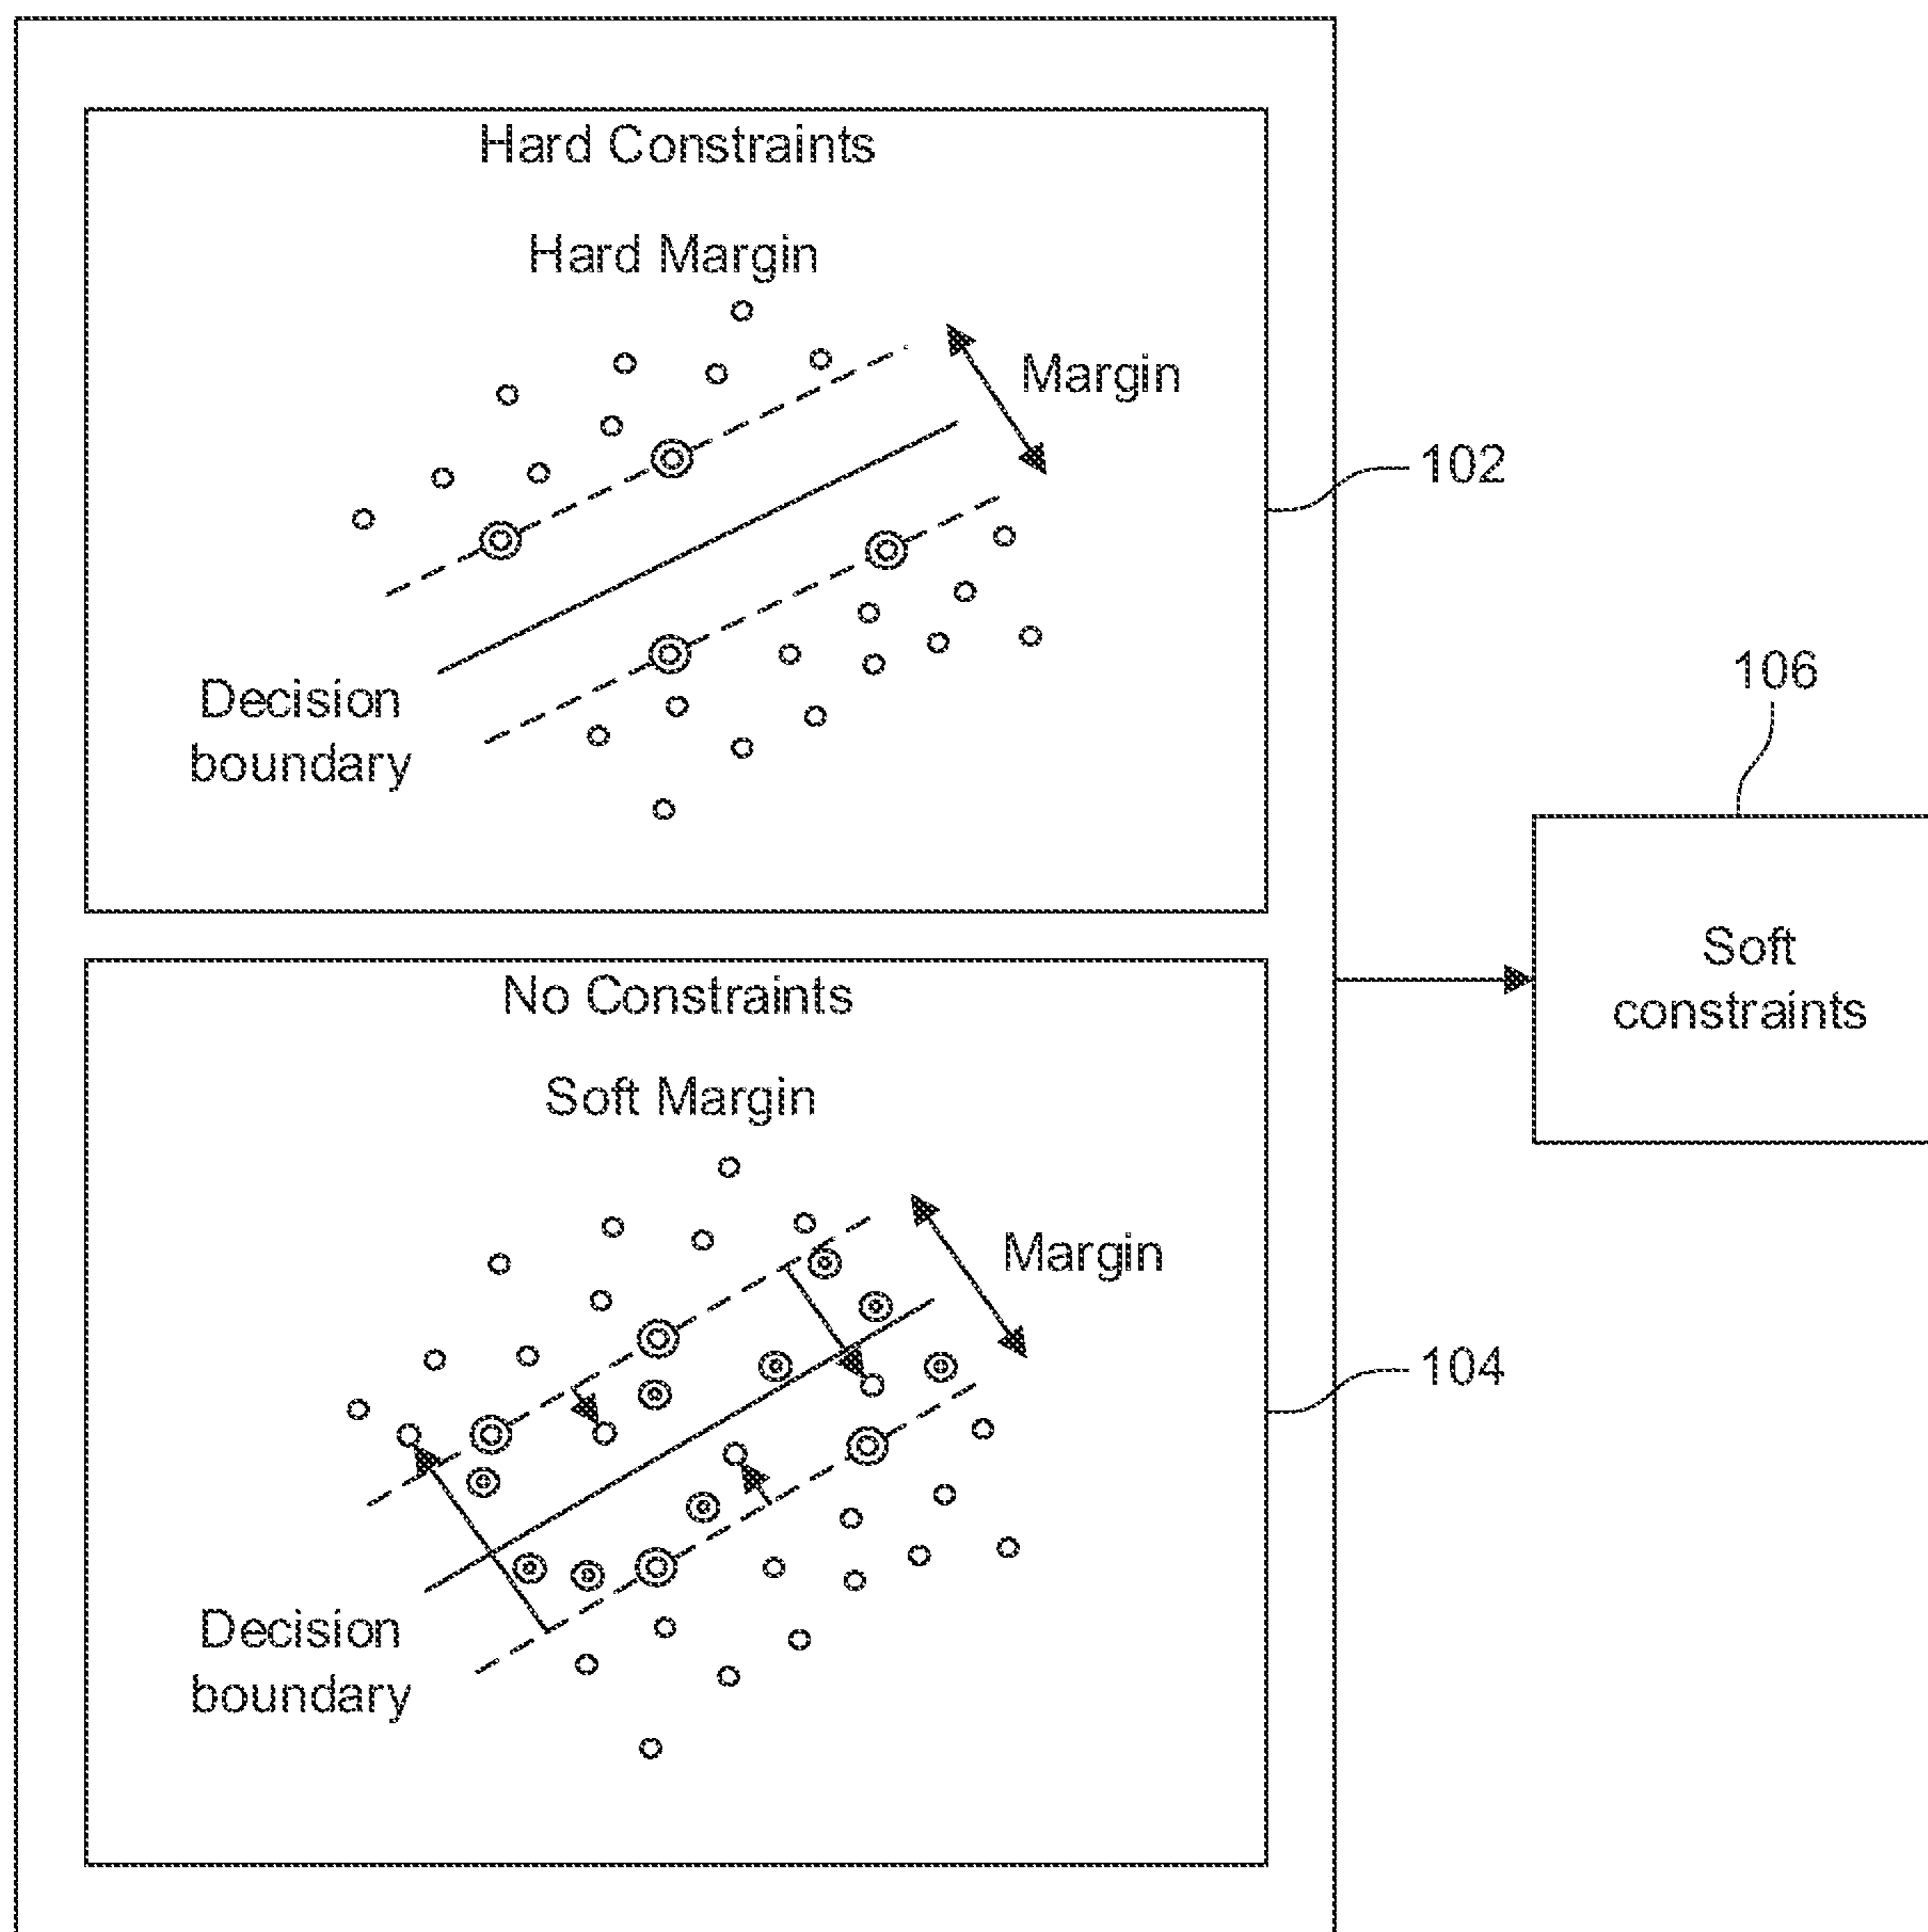 Hard Constraints
Hard Margin
Margin
102
Decision
boundary
106
Soft
constraints
No Constraints
Soft Margin
Margin
104
Decision
boundary